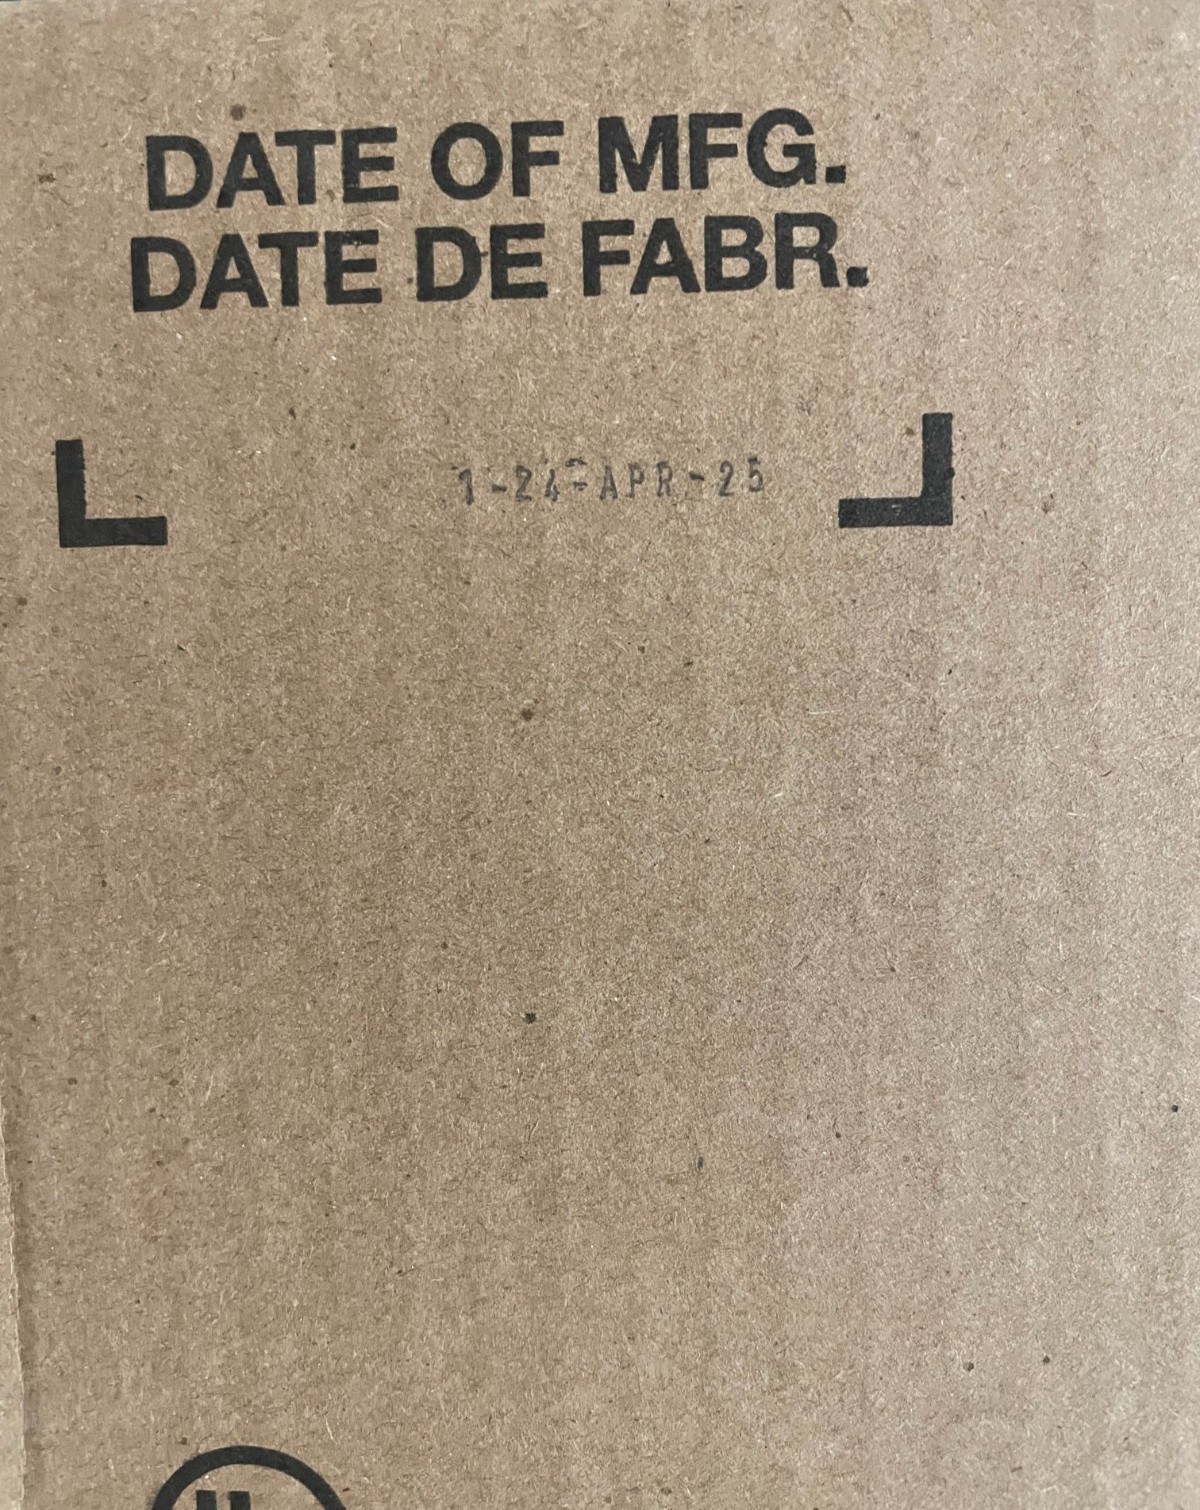 DATE OF MFG.
DATE DE FABR.
1-24-APR-25